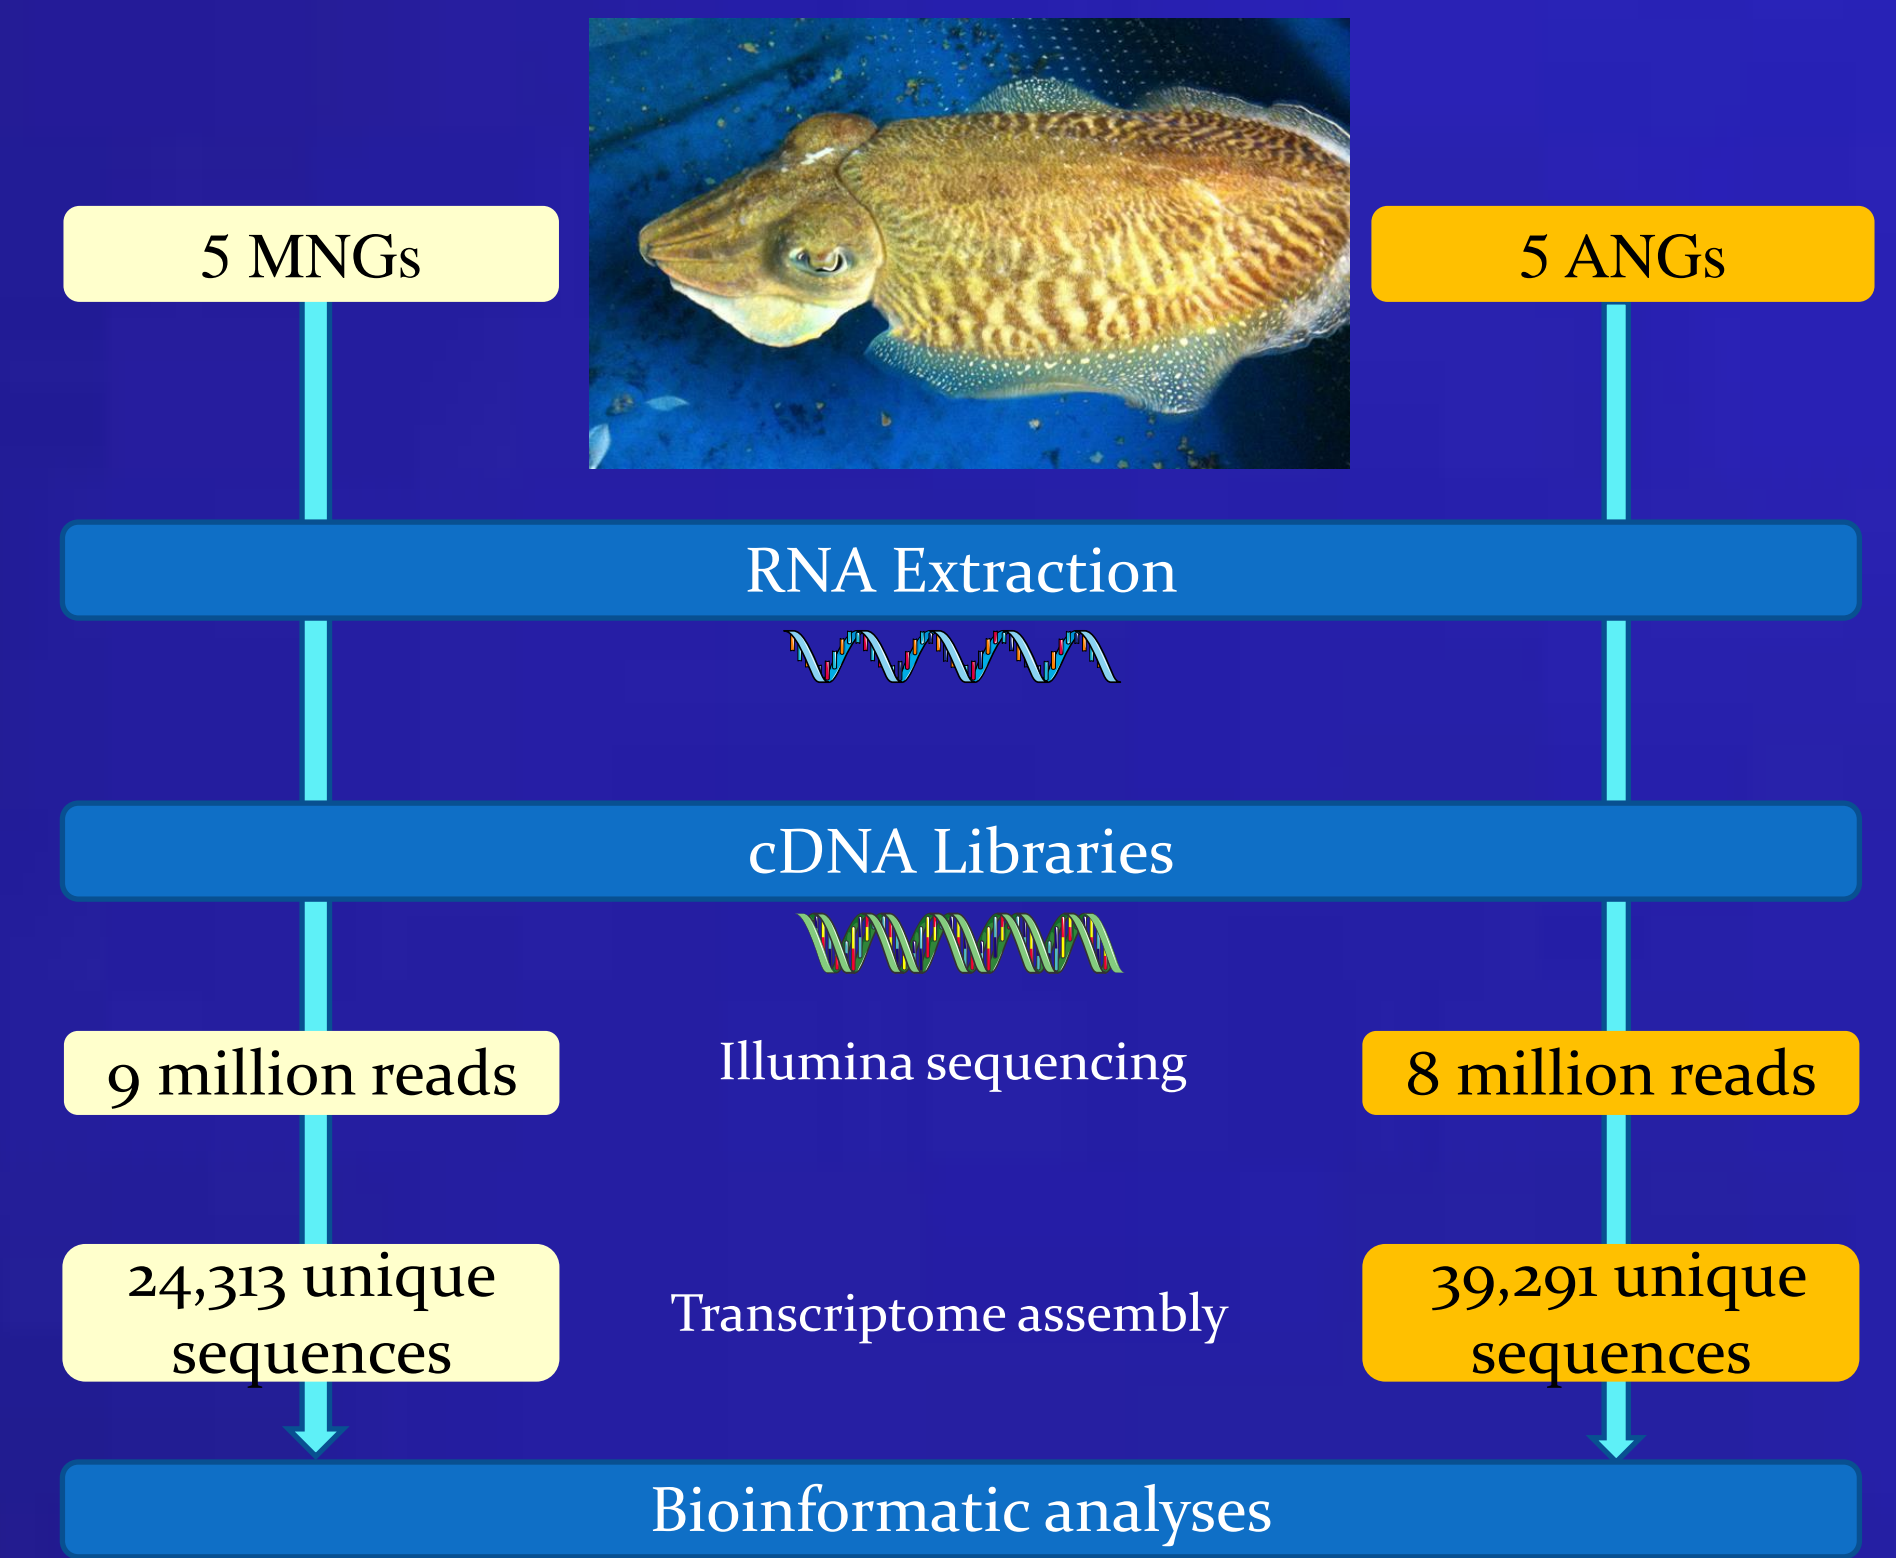 5 MNGs
5 ANGs
RNA Extraction
cDNA Libraries
9 million reads
Illumina sequencing
8 million reads
24,313 unique
sequences
Transcriptome assembly
39,291 unique
sequences
Bioinformatic analyses